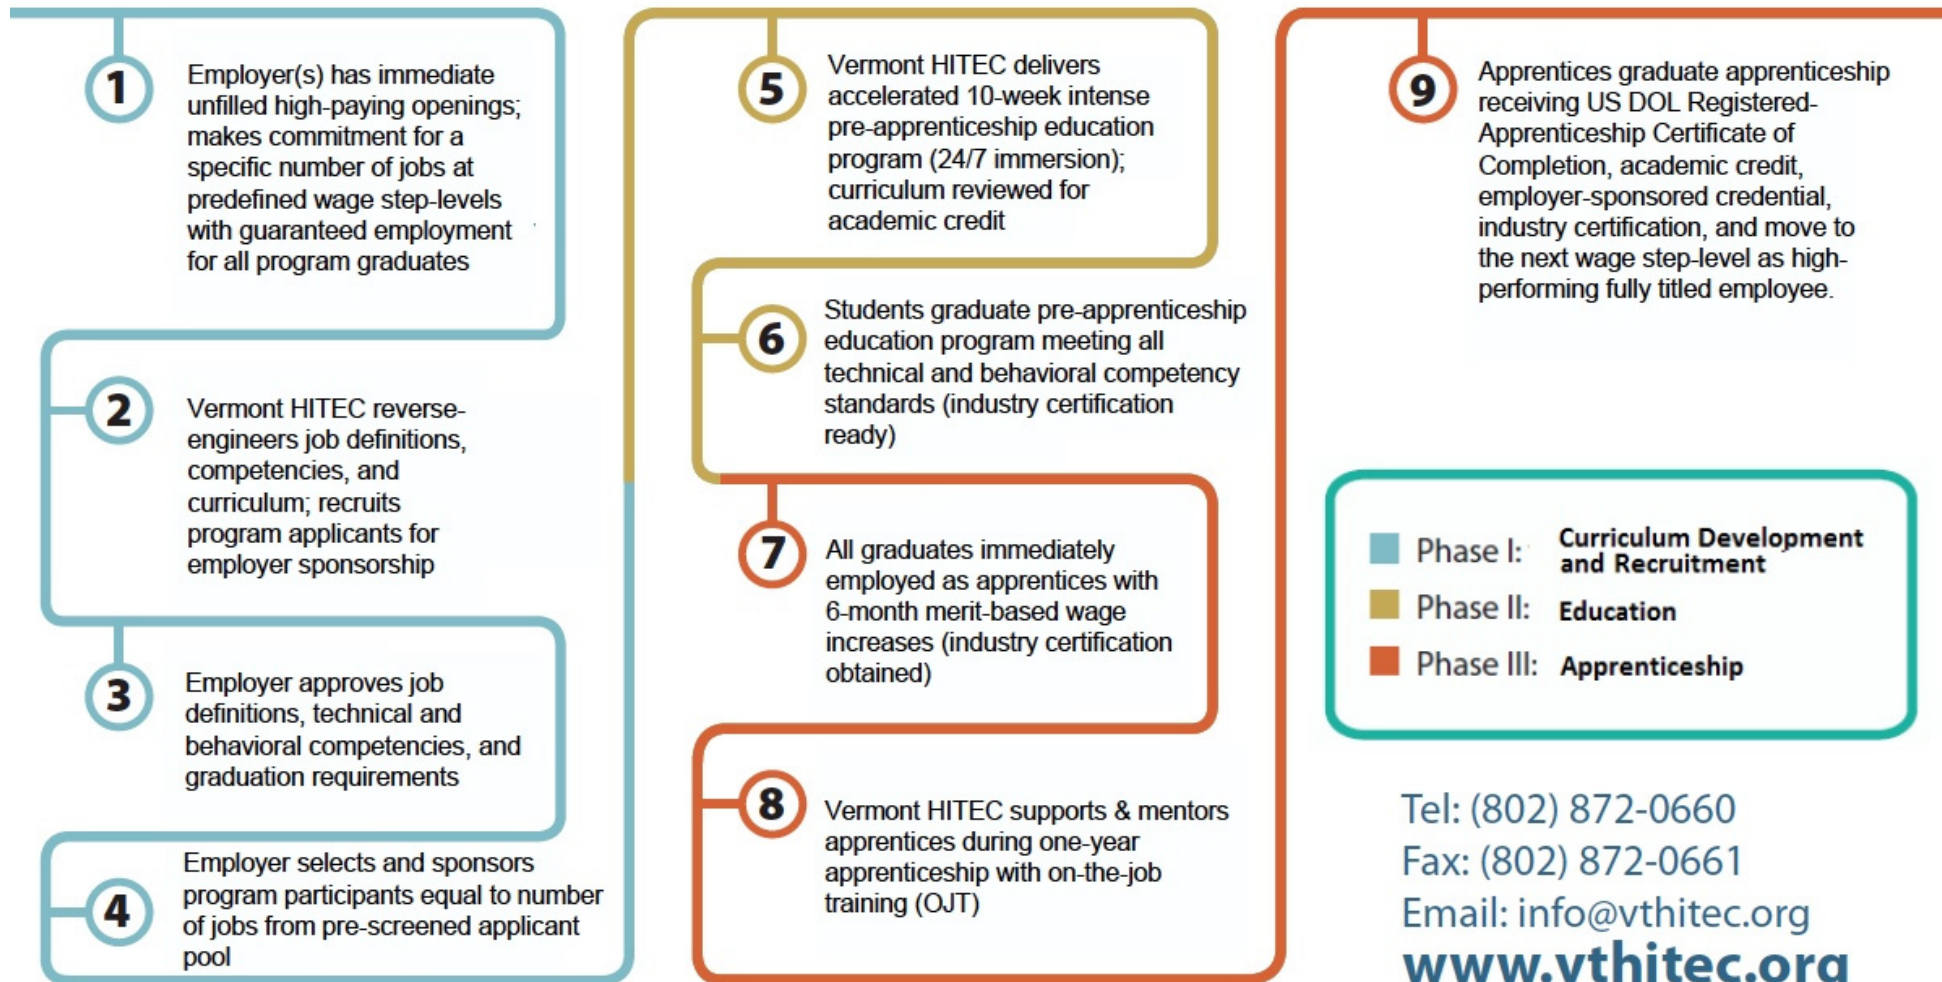 1
Employer(s) has immediate
unfilled high-paying openings;
makes commitment for a
specific number of jobs at
predefined wage step-levels
with guaranteed employment
for all program graduates
2
Vermont HITEC reverse-
engineers job definitions,
competencies, and
curriculum; recruits
program applicants for
employer sponsorship
3
Employer approves job
definitions, technical and
behavioral competencies, and
graduation requirements
4
Employer selects and sponsors
program participants equal to number
of jobs from pre-screened applicant
pool
5
Vermont HITEC delivers
accelerated 10-week intense
pre-apprenticeship education
program (24/7 immersion);
curriculum reviewed for
academic credit
6
Students graduate pre-apprenticeship
education program meeting all
technical and behavioral competency
standards (industry certification
ready)
7
All graduates immediately
employed as apprentices with
6-month merit-based wage
increases (industry certification
obtained)
8
Vermont HITEC supports & mentors
apprentices during one-year
apprenticeship with on-the-job
training (OJT)
9
Apprentices graduate apprenticeship
receiving US DOL Registered-
Apprenticeship Certificate of
Completion, academic credit,
employer-sponsored credential,
industry certification, and move to
the next wage step-level as high-
performing fully titled employee.
Phase I: Curriculum Development
and Recruitment
Phase II: Education
Phase III: Apprenticeship
Tel: (802) 872-0660
Fax: (802) 872-0661
Email: info@vthitec.org
www.vthitec.org